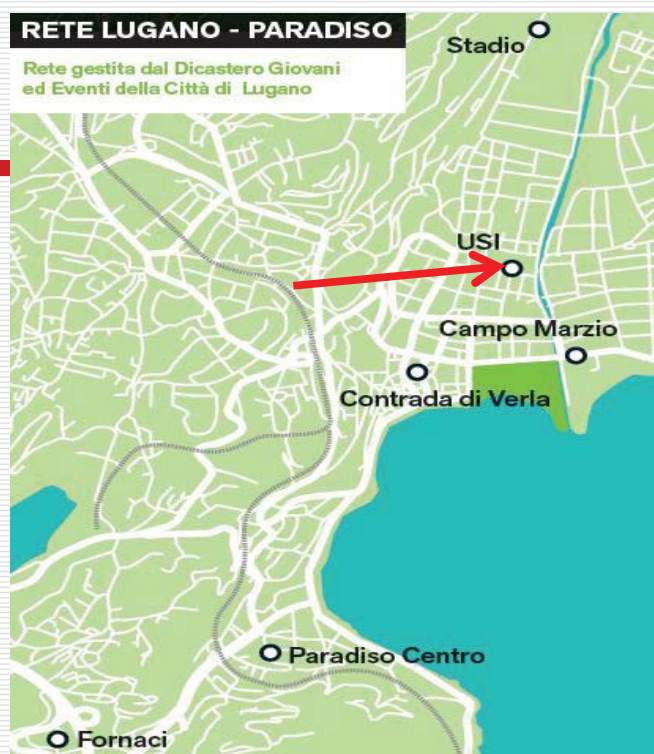 RETE LUGANO - PARADISO
Rete gestita dal Dicastero Giovani
ed Eventi della Città di Lugano
Stadio
USI
Campo Marzio
Contrada di Verla
Paradiso Centro
Fornaci